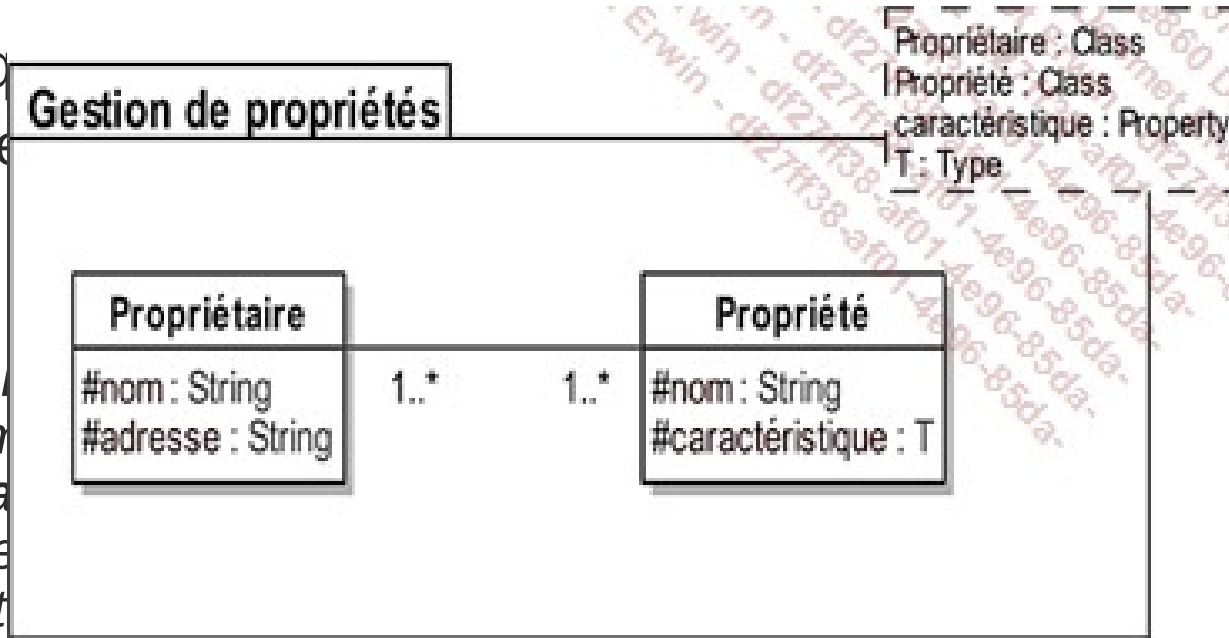 Propriétaire : Class
Propriété : Class
caractéristique : Property
T : Type
Gestion de propriétés
Propriétaire
#nom : String
#adresse : String
1..*
1..*
Propriété
#nom : String
#caractéristique : T